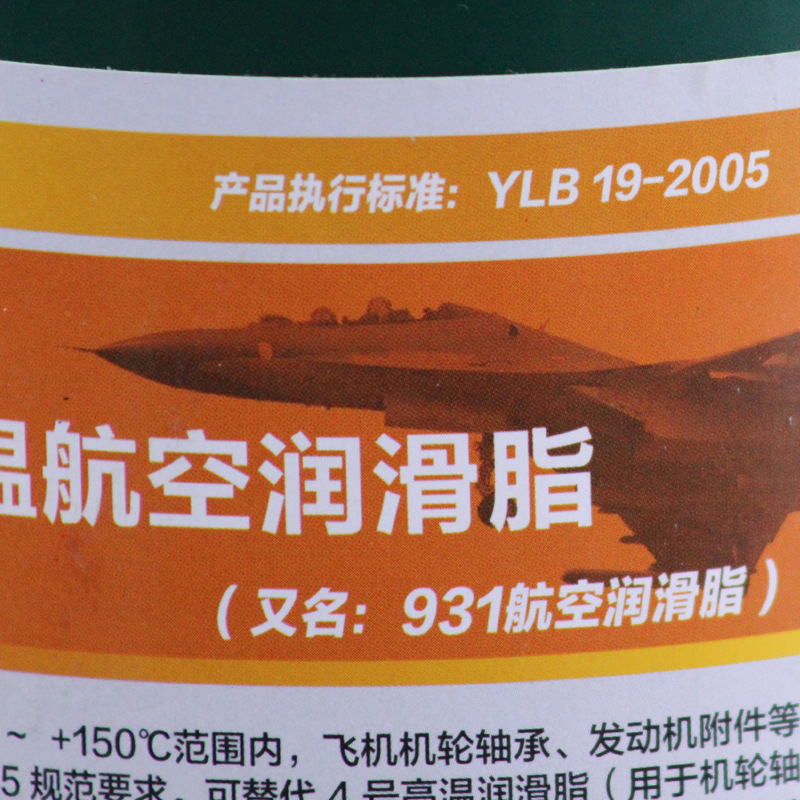 产品执行标准：YLB 19-2005
温航空润滑脂
（又名：931航空润滑脂）
~ +150℃范围内，飞机机轮轴承、发动机附件等
5 规范要求。可替代 4 号高温润滑脂（用于机轮轴